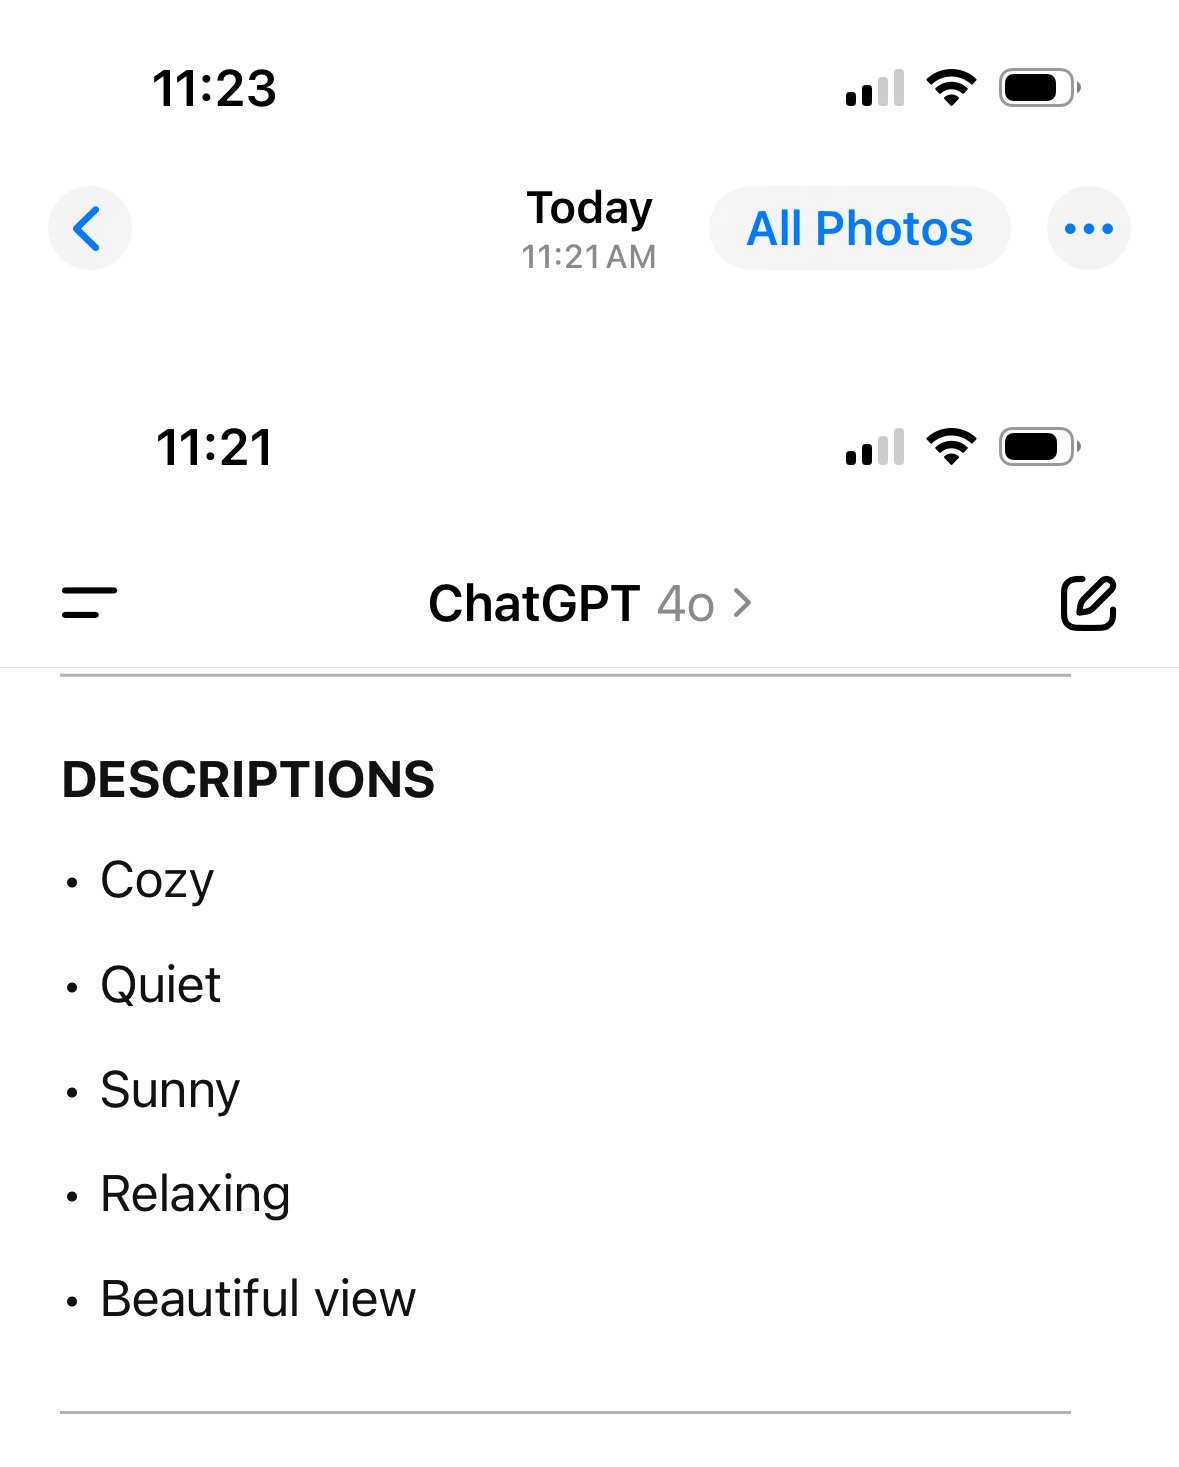 11:23
Today
11:21 AM
All Photos
11:21
ChatGPT 4o >
DESCRIPTIONS
• Cozy
• Quiet
• Sunny
• Relaxing
• Beautiful view